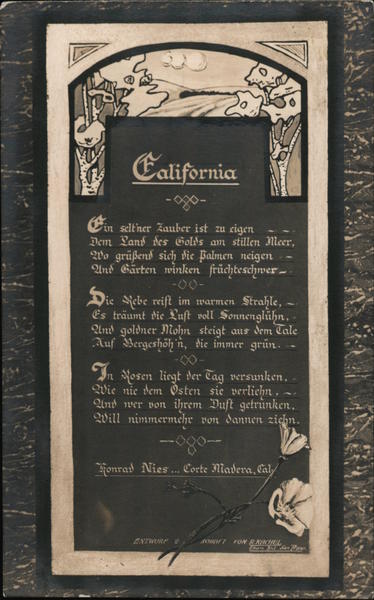 California
Ein selt'ner Zauber ist zu eigen
Dem Land des Golds am stillen Meer,
Wo grüßend sich die Palmen neigen
And Gärten winken früchteschwer
Die Rebe reift im warmen Strahle,
Es träumt die Luft voll Sonnenglühn,
And goldner Mohn steigt aus dem Tale
Auf Bergeshöh'n, die immer grün.
In Rosen liegt der Tag versunken,
Wie nie dem Osten sie verliehn,
And wer von ihrem Duft getrunken,
Will nimmermehr von dannen ziehn.
Konrad Nies ... Corte Madera, Cal.
ENTWURF SCHRIFT VON